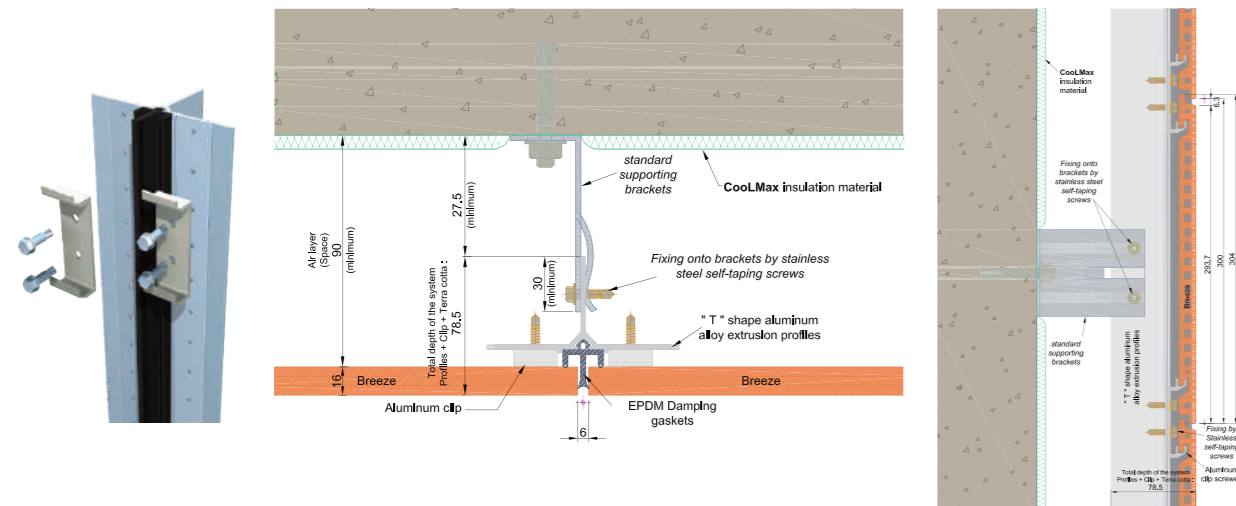 standard
supporting
brackets
CooLMax insulation material
27.5
(minimum)
Air layer
(Space)
90
(minimum)
30
(minimum)
Fixing onto brackets by stainless
steel self-taping screws
Total depth of the system
Profiles + Clip + Terra cotta :
78.5
" T " shape aluminum
alloy extrusion profiles
16
Breeze
Breeze
Aluminum clip
EPDM Damping
gaskets
6
CooLMax
insulation
material
6.3
Fixing onto
brackets by
stainless steel
self-taping
screws
293.7
300
304
Breeze
standard
supporting
brackets
" T " shape aluminum
alloy extrusion profiles
Fixing by
Stainless
self-taping
screws
Total depth of the system
Profiles + Clip + Terra cotta :
78.5
Aluminum
clip screwe